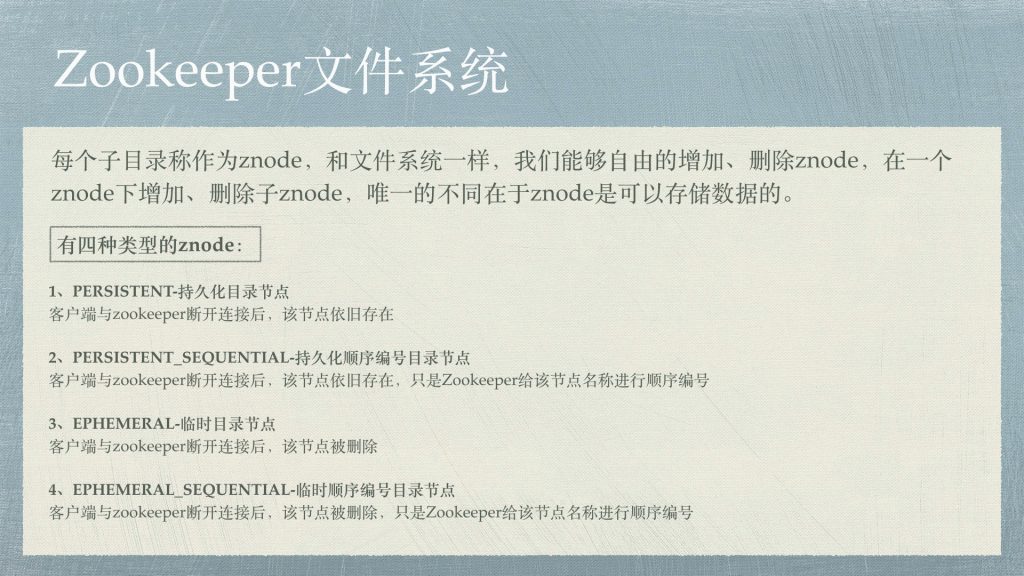 Zookeeper文件系统
每个子目录称作为znode，和文件系统一样，我们能够自由的增加、删除znode，在一个
znode下增加、删除子znode，唯一的不同在于znode是可以存储数据的。
有四种类型的znode：
1、PERSISTENT-持久化目录节点
客户端与zookeeper断开连接后，该节点依旧存在
2、PERSISTENT_SEQUENTIAL-持久化顺序编号目录节点
客户端与zookeeper断开连接后，该节点依旧存在，只是Zookeeper给该节点名称进行顺序编号
3、EPHEMERAL-临时目录节点
客户端与zookeeper断开连接后，该节点被删除
4、EPHEMERAL_SEQUENTIAL-临时顺序编号目录节点
客户端与zookeeper断开连接后，该节点被删除，只是Zookeeper给该节点名称进行顺序编号